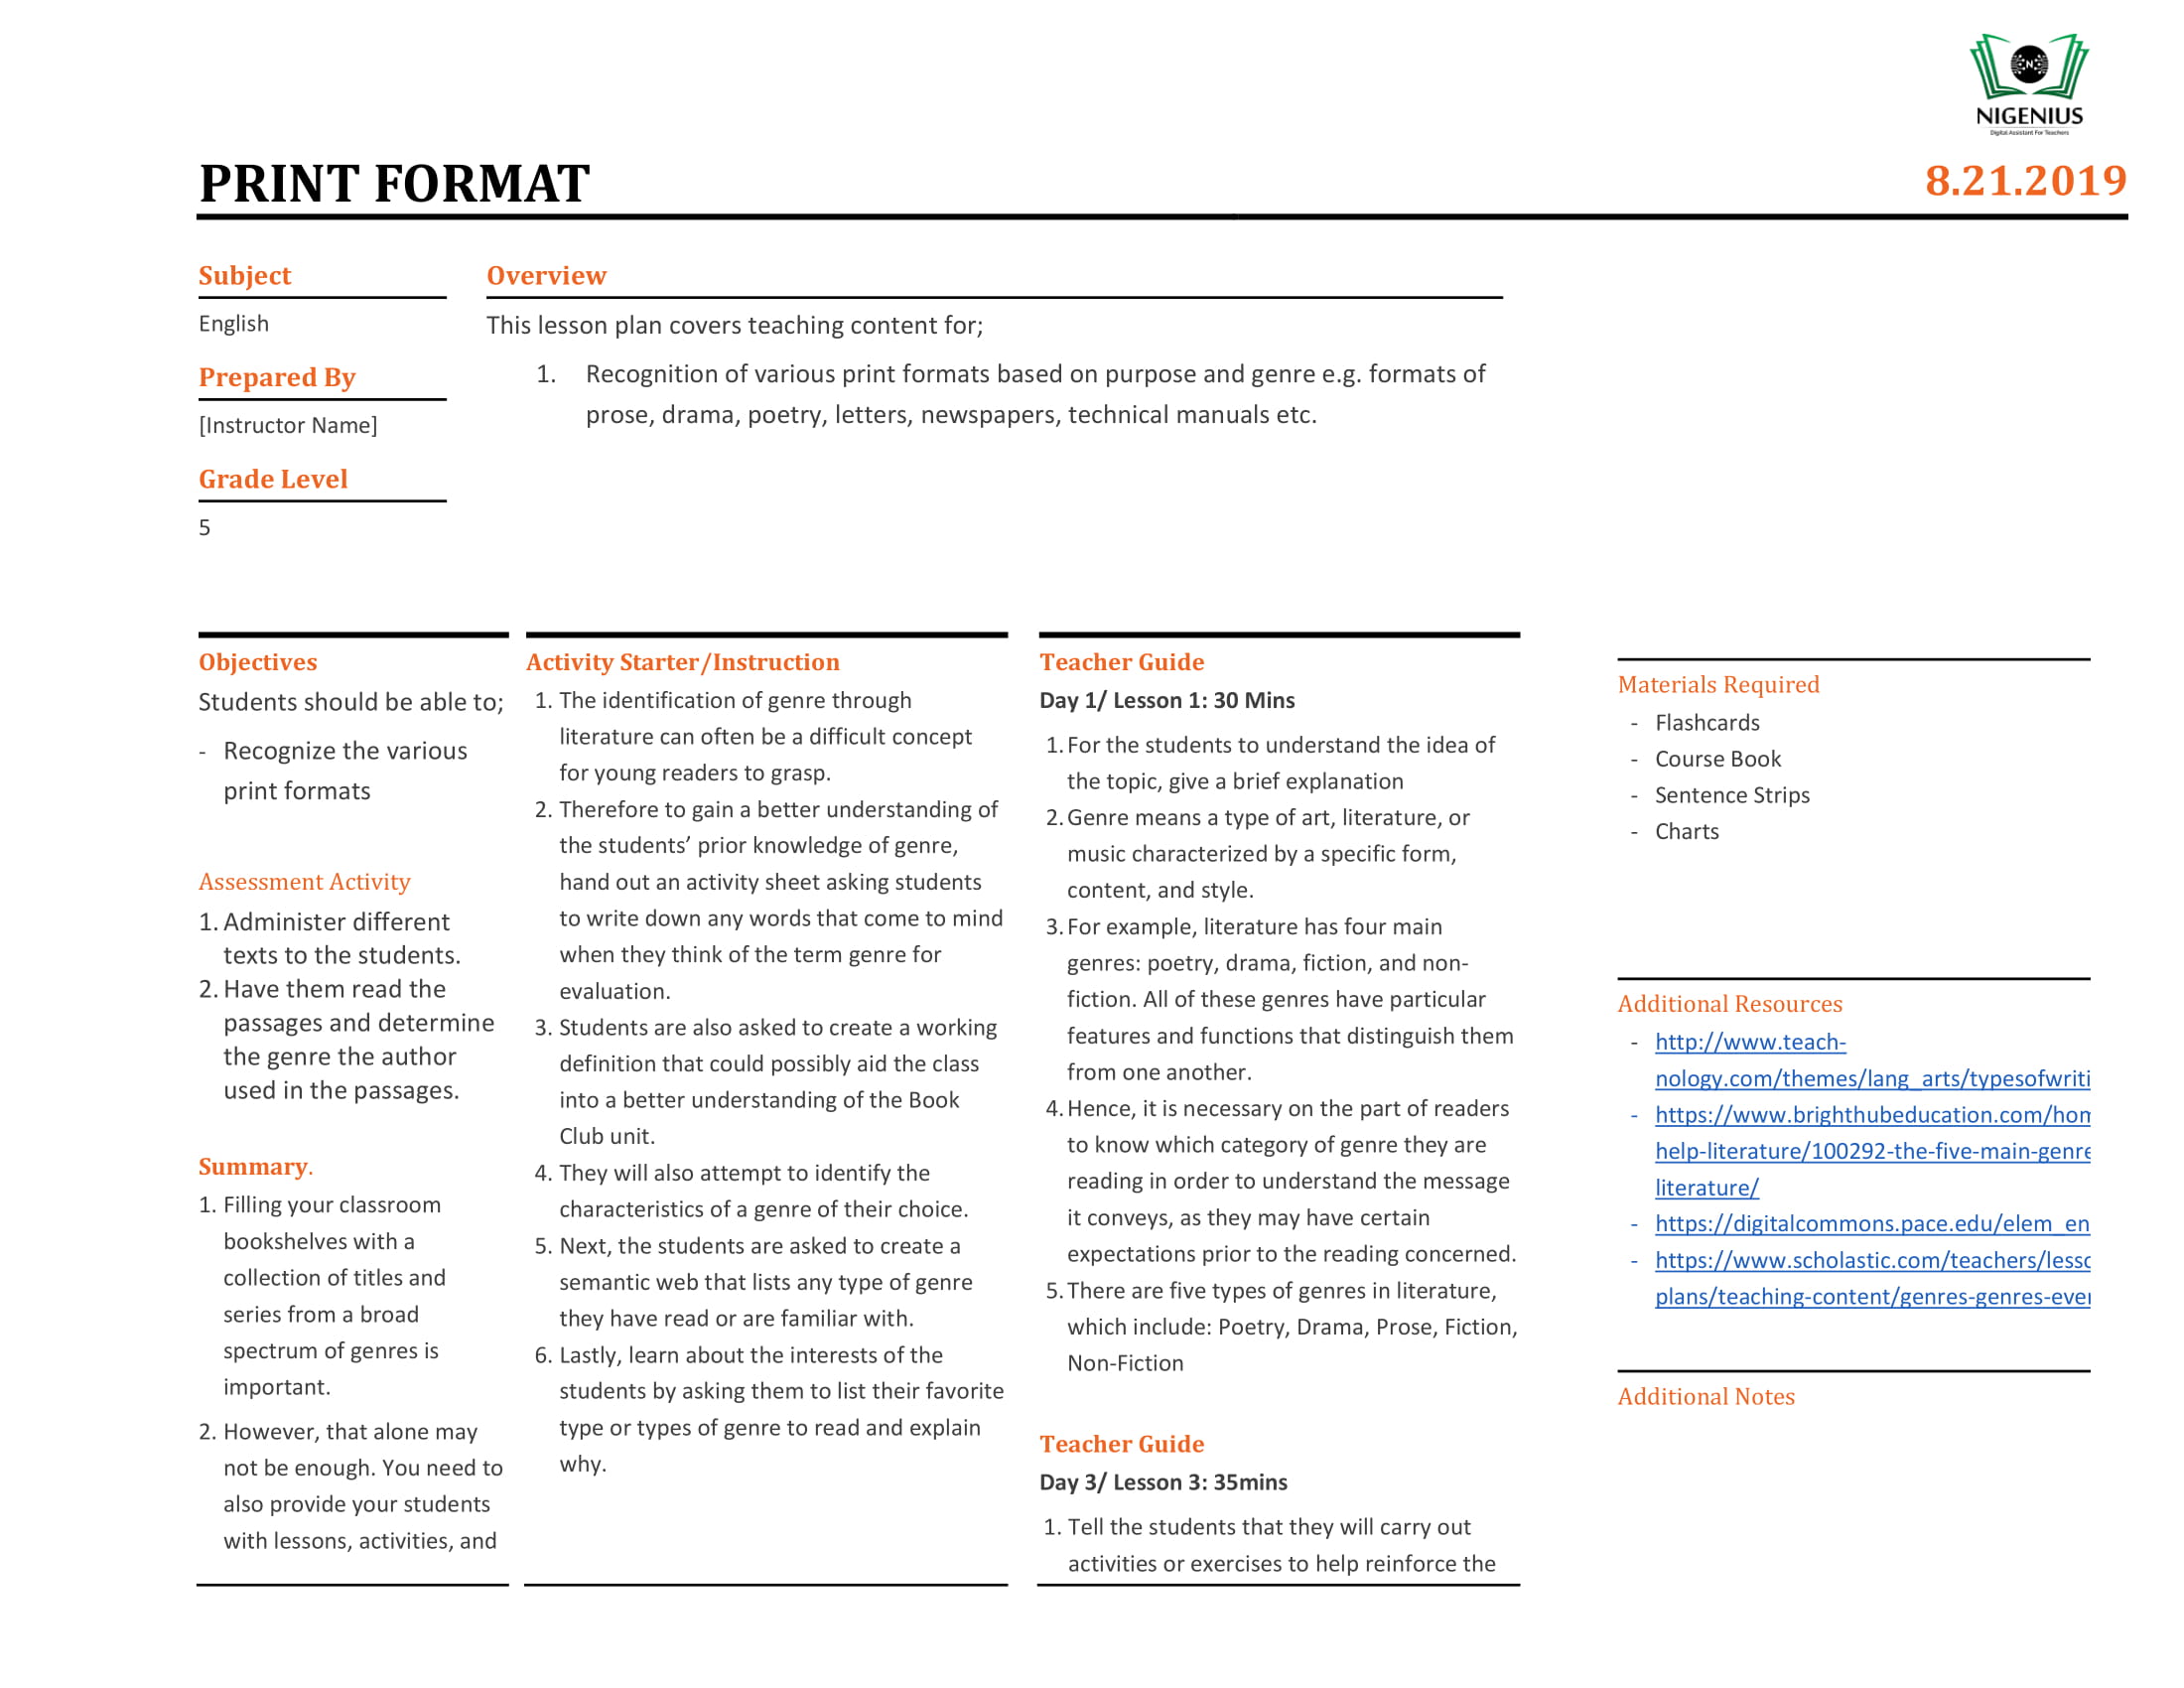 NIGENIUS
Digital Assistant For Teachers
PRINT FORMAT
8.21.2019
Subject
English
Prepared By
[Instructor Name]
Grade Level
5
Overview
This lesson plan covers teaching content for;
1. Recognition of various print formats based on purpose and genre e.g. formats of
prose, drama, poetry, letters, newspapers, technical manuals etc.
Objectives
Students should be able to;
- Recognize the various
print formats
Assessment Activity
1. Administer different
texts to the students.
2. Have them read the
passages and determine
the genre the author
used in the passages.
Summary.
1. Filling your classroom
bookshelves with a
collection of titles and
series from a broad
spectrum of genres is
important.
2. However, that alone may
not be enough. You need to
also provide your students
with lessons, activities, and
Activity Starter/Instruction
1. The identification of genre through
literature can often be a difficult concept
for young readers to grasp.
2. Therefore to gain a better understanding of
the students’ prior knowledge of genre,
hand out an activity sheet asking students
to write down any words that come to mind
when they think of the term genre for
evaluation.
3. Students are also asked to create a working
definition that could possibly aid the class
into a better understanding of the Book
Club unit.
4. They will also attempt to identify the
characteristics of a genre of their choice.
5. Next, the students are asked to create a
semantic web that lists any type of genre
they have read or are familiar with.
6. Lastly, learn about the interests of the
students by asking them to list their favorite
type or types of genre to read and explain
why.
Teacher Guide
Day 1/ Lesson 1: 30 Mins
1. For the students to understand the idea of
the topic, give a brief explanation
2. Genre means a type of art, literature, or
music characterized by a specific form,
content, and style.
3. For example, literature has four main
genres: poetry, drama, fiction, and non-
fiction. All of these genres have particular
features and functions that distinguish them
from one another.
4. Hence, it is necessary on the part of readers
to know which category of genre they are
reading in order to understand the message
it conveys, as they may have certain
expectations prior to the reading concerned.
5. There are five types of genres in literature,
which include: Poetry, Drama, Prose, Fiction,
Non-Fiction
Teacher Guide
Day 3/ Lesson 3: 35mins
1. Tell the students that they will carry out
activities or exercises to help reinforce the
Materials Required
- Flashcards
- Course Book
- Sentence Strips
- Charts
Additional Resources
- http://www.teach-
nology.com/themes/lang_arts/typesofwriti
- https://www.brighthubeducation.com/hom
help-literature/100292-the-five-main-genre
literature/
- https://digitalcommons.pace.edu/elem_en
- https://www.scholastic.com/teachers/lesso
plans/teaching-content/genres-genres-ever
Additional Notes